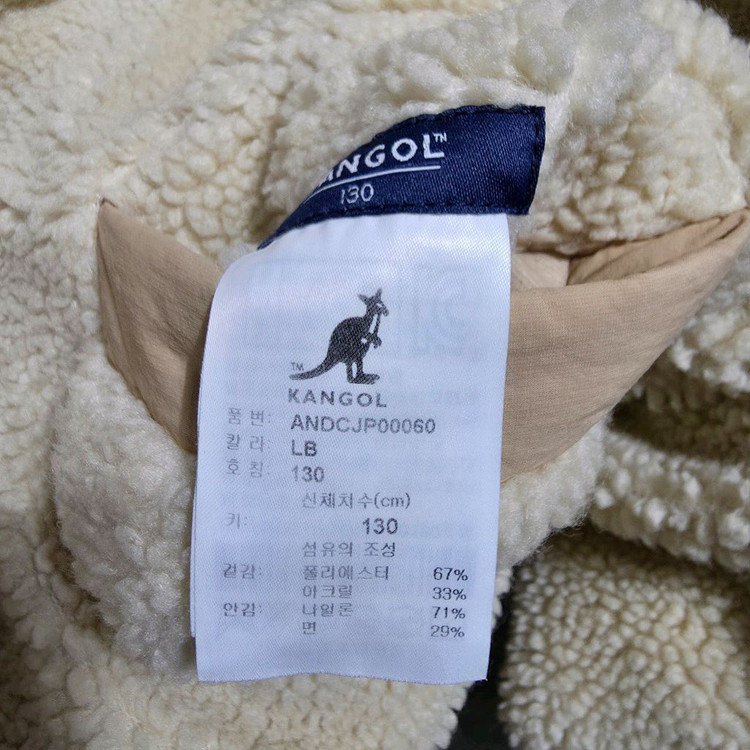 KANGOL™
130
™
KANGOL
품 번: ANDCJP00060
칼 라: LB
호 칭: 130
신체치수(cm)
키: 130
섬유의 조성
겉감: 폴리에스터 67%
아크릴 33%
안감: 나일론 71%
면 29%